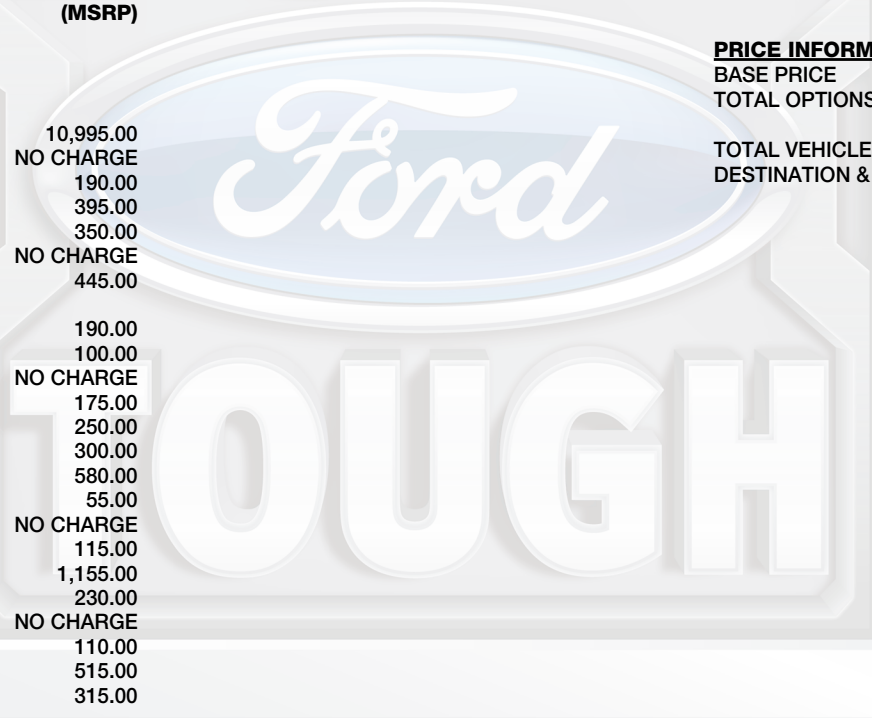 (MSRP)
10,995.00
NO CHARGE
190.00
395.00
350.00
NO CHARGE
445.00
190.00
100.00
NO CHARGE
175.00
250.00
300.00
580.00
55.00
NO CHARGE
115.00
1,155.00
230.00
NO CHARGE
110.00
515.00
315.00
PRICE INFORM
BASE PRICE
TOTAL OPTIONS
TOTAL VEHICLE
DESTINATION &
Ford
TOUGH